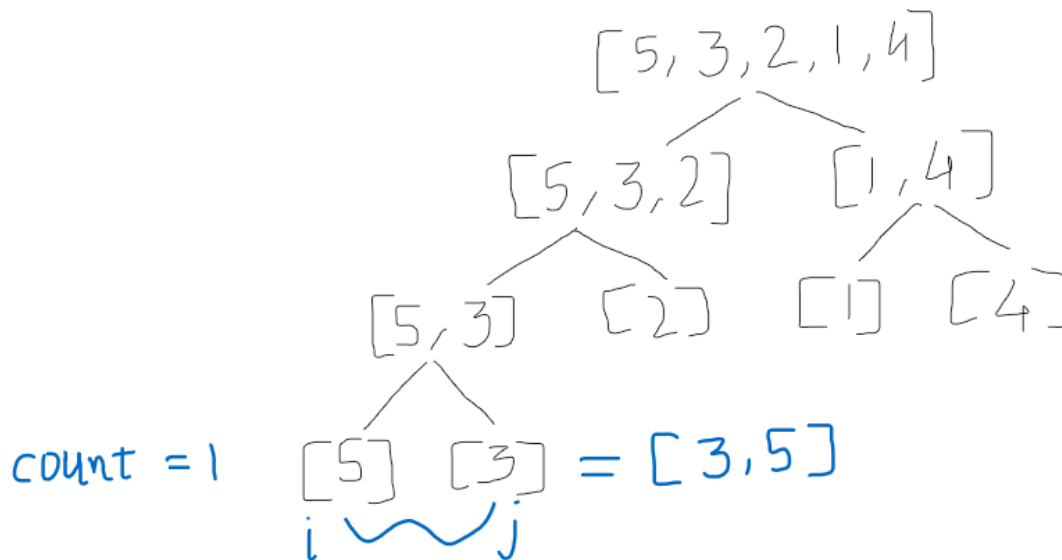 [5, 3, 2, 1, 4]
[5, 3, 2] [1, 4]
[5, 3] [2] [1] [4]
count = 1 [5] [3] = [3, 5]
i j